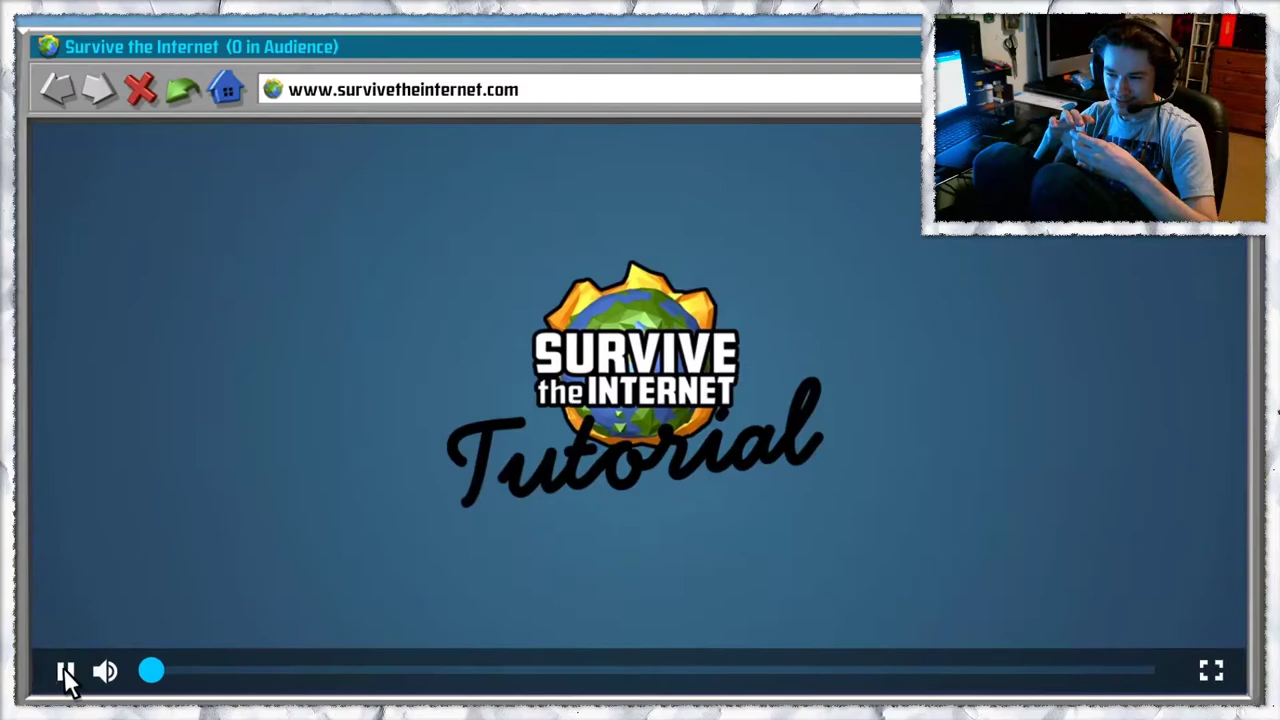 Survive the Internet (0 in Audience)
www.survivetheinternet.com
SURVIVE
the INTERNET
Tutorial